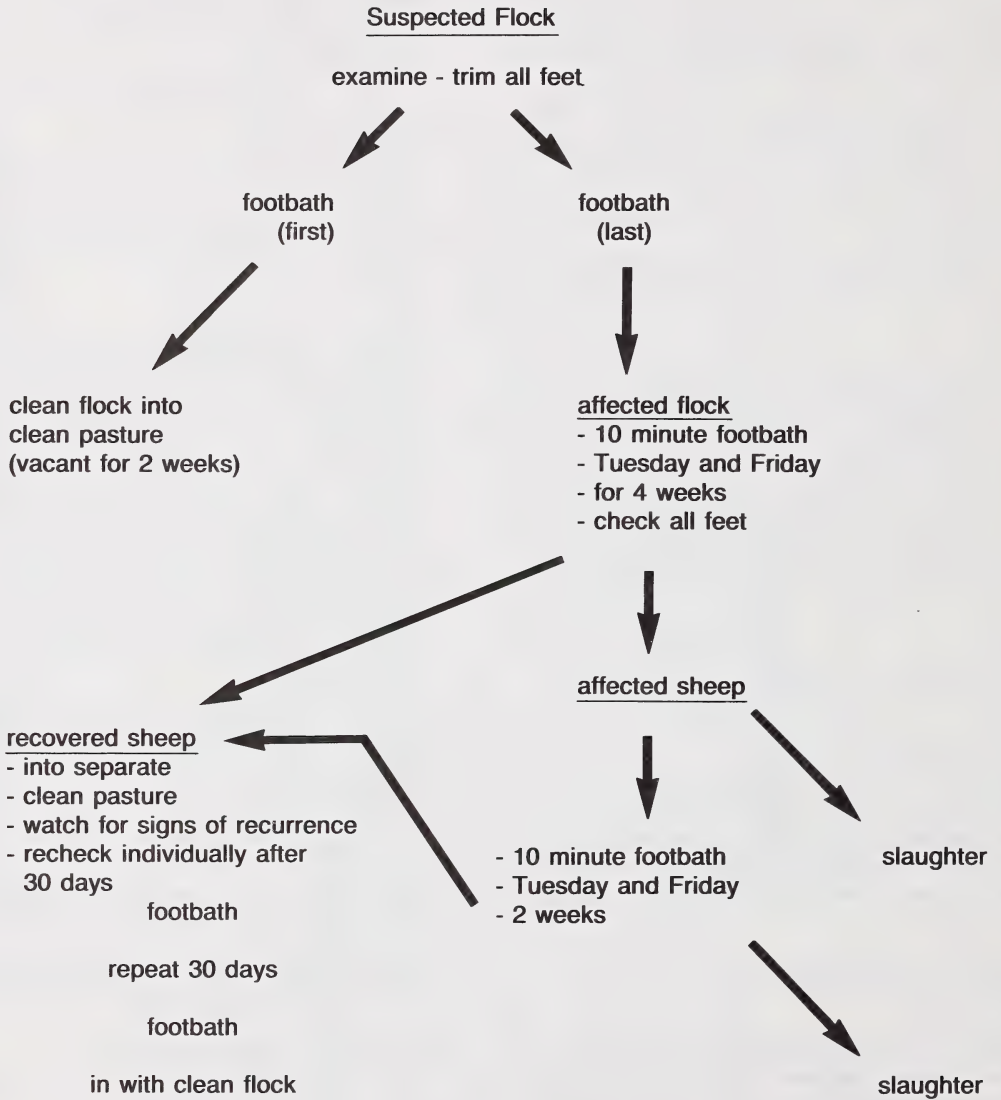 Suspected Flock
examine - trim all feet
footbath
(first)
footbath
(last)
clean flock into
clean pasture
(vacant for 2 weeks)
affected flock
- 10 minute footbath
- Tuesday and Friday
- for 4 weeks
- check all feet
affected sheep
recovered sheep
- into separate
- clean pasture
- watch for signs of recurrence
- recheck individually after
30 days
footbath
repeat 30 days
footbath
in with clean flock
- 10 minute footbath
- Tuesday and Friday
- 2 weeks
slaughter
slaughter